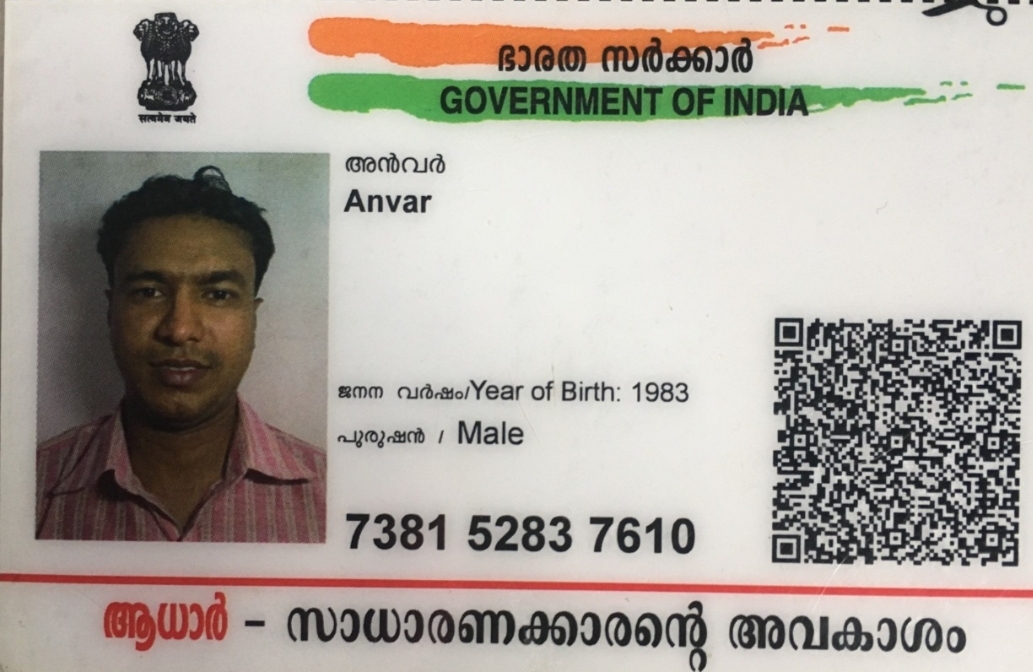 ഭാരത സർക്കാർ
GOVERNMENT OF INDIA
सत्यमेव जयते
അൻവർ
Anvar
ജനന വർഷം/Year of Birth: 1983
പുരുഷൻ / Male
7381 5283 7610
ആധാർ – സാധാരണക്കാരന്റെ അവകാശം